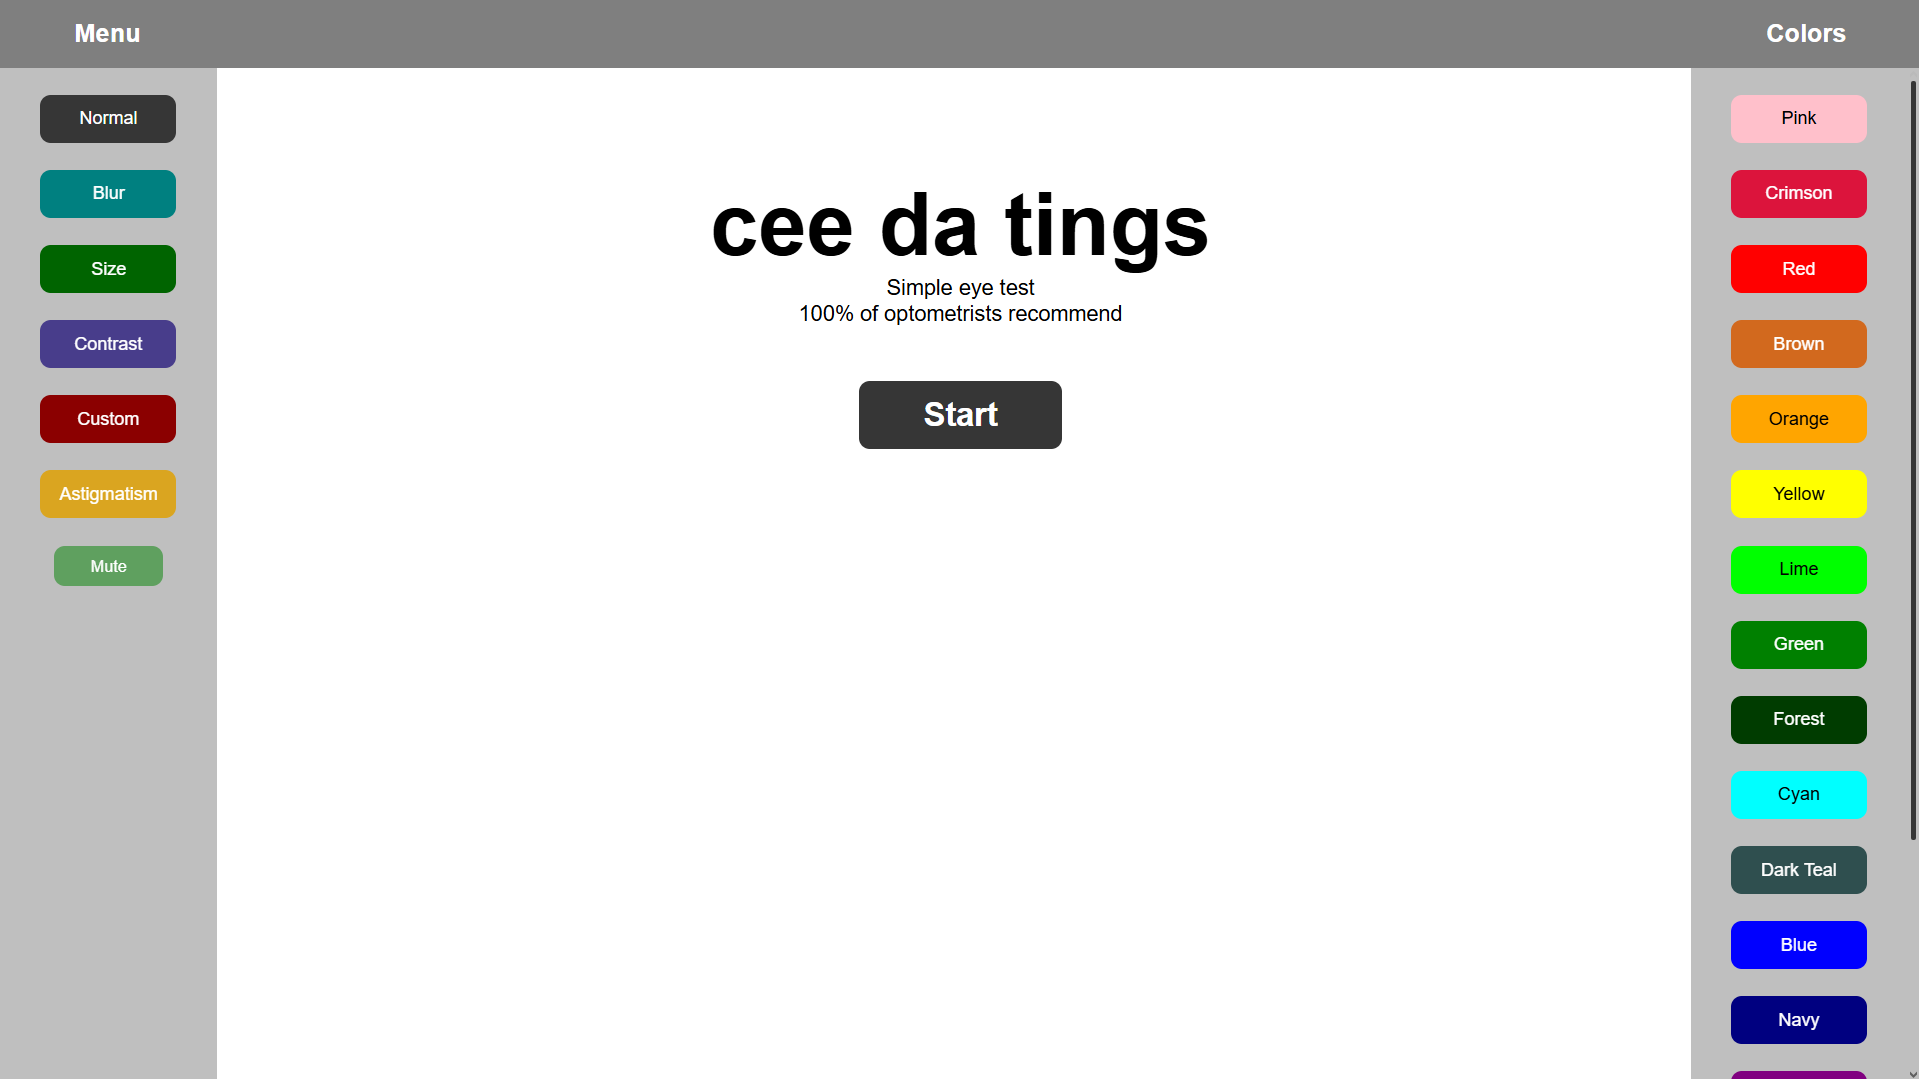 Menu
Colors
Normal
Blur
Size
Contrast
Custom
Astigmatism
Mute
cee da tings
Simple eye test
100% of optometrists recommend
Start
Pink
Crimson
Red
Brown
Orange
Yellow
Lime
Green
Forest
Cyan
Dark Teal
Blue
Navy